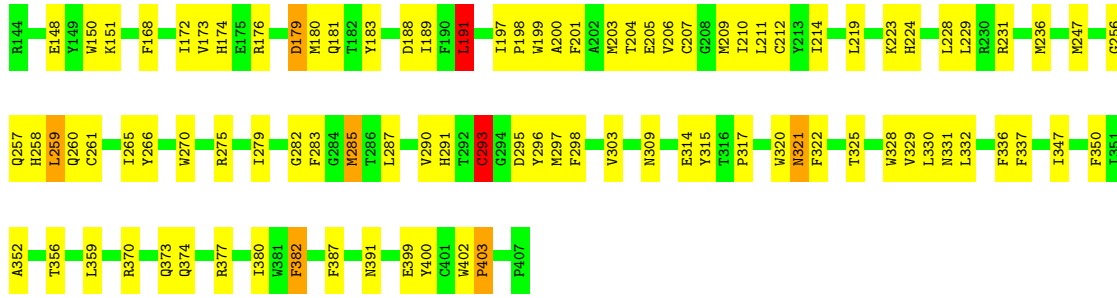 R144 E148 Y149 W150 K151 F168 I172 V173 H174 E175 R176 D179 M180 Q181 T182 Y183 D188 I189 F190 L191 I197 P198 W199 A200 F201 A202 M203 T204 E205 V206 C207 G208 M209 I210 L211 C212 Y213 I214 L219 K223 H224 L228 L229 R230 R231 M236 M247 G256
Q257 H258 L259 Q260 C261 I265 Y266 W270 R275 I279 G282 F283 G284 M285 T286 L287 V290 H291 T292 C293 G294 D295 Y296 M297 F298 V303 N309 E314 Y315 T316 P317 W320 N321 F322 T325 W328 V329 L330 N331 L332 F336 F337 I347 F350 I351
A352 T356 L359 R370 Q373 Q374 R377 I380 W381 F382 F387 N391 E399 Y400 C401 W402 P403 P407